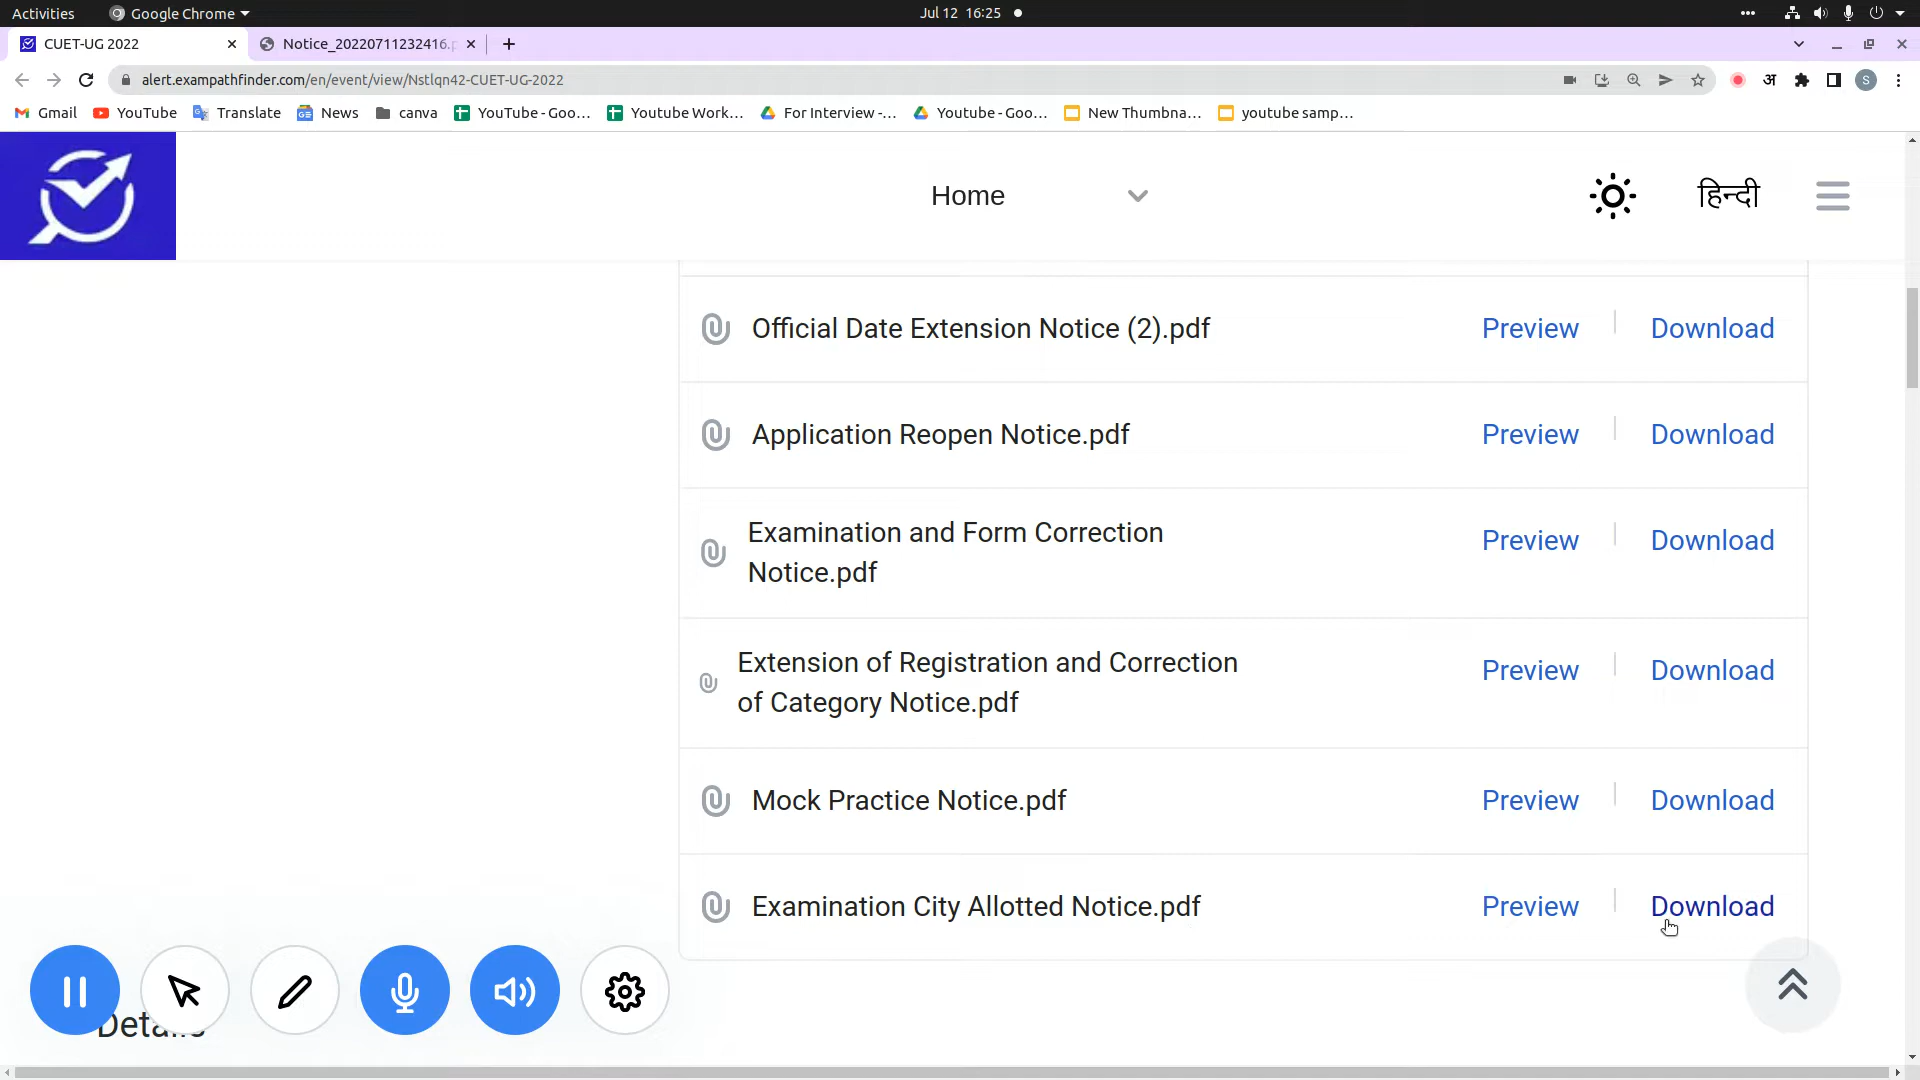 Activities
Google Chrome
Jul 12 16:25
CUET-UG 2022
Notice_20220711232416.p
alert.exampathfinder.com/en/event/view/Nstlqn42-CUET-UG-2022
अ
S
Gmail
YouTube
Translate
News
canva
YouTube - Goo...
Youtube Work...
For Interview -...
Youtube - Goo...
New Thumbna...
youtube samp...
Home
हिन्दी
Official Date Extension Notice (2).pdf
Preview
Download
Application Reopen Notice.pdf
Preview
Download
Examination and Form Correction
Notice.pdf
Preview
Download
Extension of Registration and Correction
of Category Notice.pdf
Preview
Download
Mock Practice Notice.pdf
Preview
Download
Examination City Allotted Notice.pdf
Preview
Download
Details